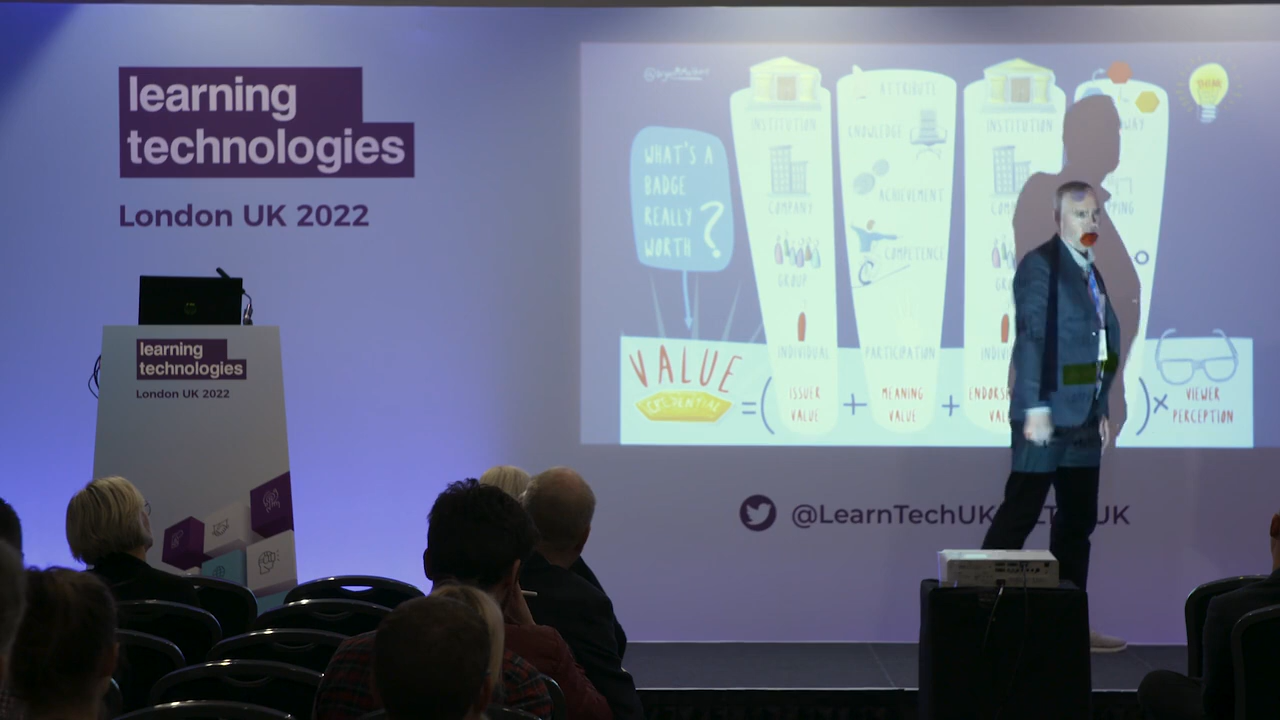 learning
technologies
London UK 2022
learning
technologies
London UK 2022
WHAT'S A
BADGE
REALLY
WORTH ?
INSTITUTION
COMPANY
GROUP
INDIVIDUAL
ISSUER
VALUE
ATTRIBUTE
KNOWLEDGE
ACHIEVEMENT
COMPETENCE
PARTICIPATION
MEANING
VALUE
INSTITUTION
VALUE
CREDENTIAL
= (
+
+
) ×
VIEWER
PERCEPTION
@LearnTechUK